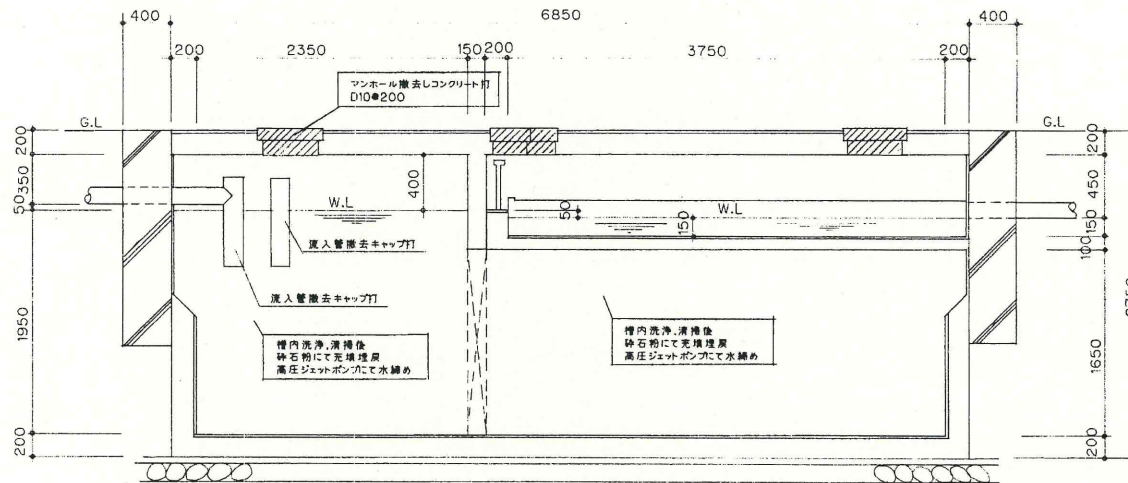 6850
400
400
200
2350
150
200
3750
200
マンホール撤去しコンクリート打
D10@200
G.L
G.L
200
350
50
1950
200
400
W.L
W.L
50
150
流入管撤去キャップ打
流入管撤去キャップ打
槽内洗浄,清掃後
砕石粉にて充填埋戻
高圧ジェットポンプにて水締め
槽内洗浄,清掃後
砕石粉にて充填埋戻
高圧ジェットポンプにて水締め
200
450
150
100
1650
200